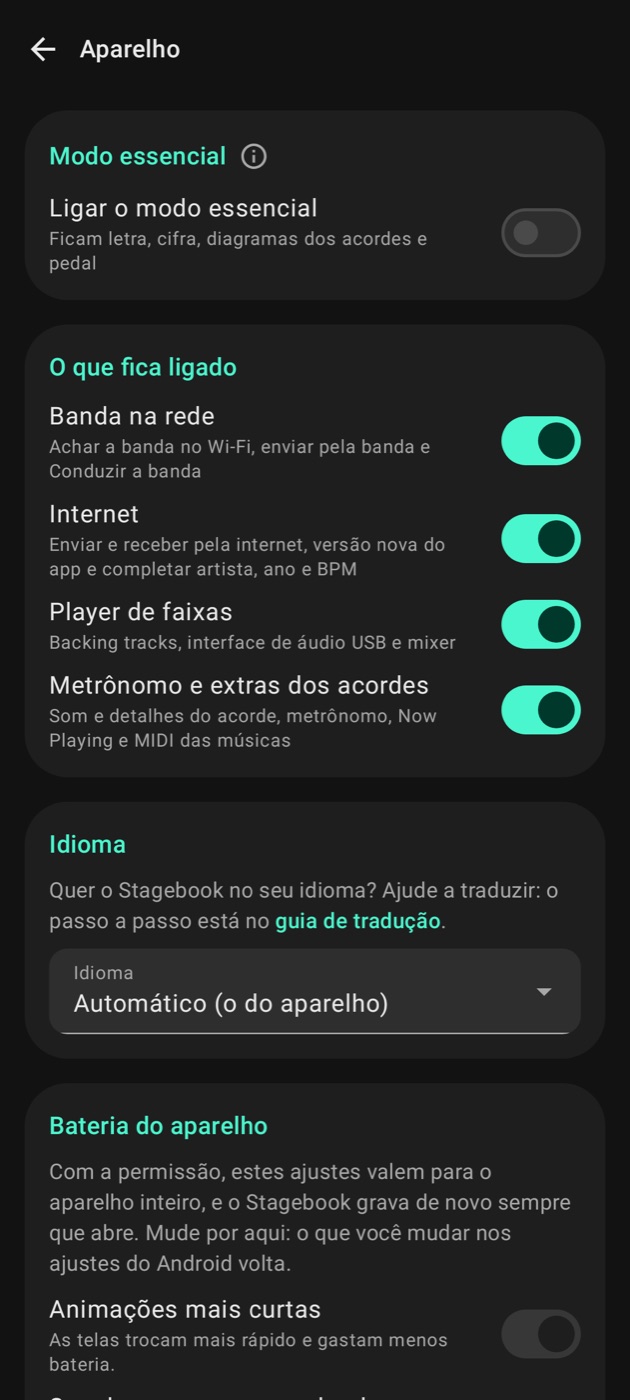 Aparelho
Modo essencial
Ligar o modo essencial
Ficam letra, cifra, diagramas dos acordes e
pedal
O que fica ligado
Banda na rede
Achar a banda no Wi-Fi, enviar pela banda e
Conduzir a banda
Internet
Enviar e receber pela internet, versão nova do
app e completar artista, ano e BPM
Player de faixas
Backing tracks, interface de áudio USB e mixer
Metrônomo e extras dos acordes
Som e detalhes do acorde, metrônomo, Now
Playing e MIDI das músicas
Idioma
Quer o Stagebook no seu idioma? Ajude a traduzir: o
passo a passo está no guia de tradução.
Idioma
Automático (o do aparelho)
Bateria do aparelho
Com a permissão, estes ajustes valem para o
aparelho inteiro, e o Stagebook grava de novo sempre
que abre. Mude por aqui: o que você mudar nos
ajustes do Android volta.
Animações mais curtas
As telas trocam mais rápido e gastam menos
bateria.